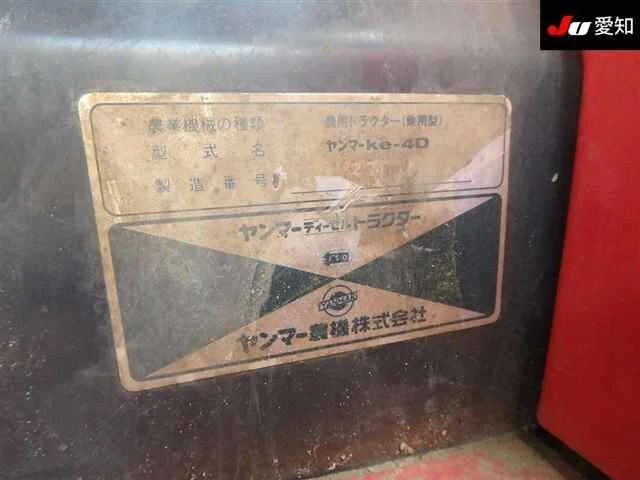 JU 愛知
農業機械の種類 農用トラクター(乗用型)
型式名 ヤンマーKe-4D
製造番号
ヤンマーディーゼルトラクター
YANMAR
ヤンマー農機株式会社